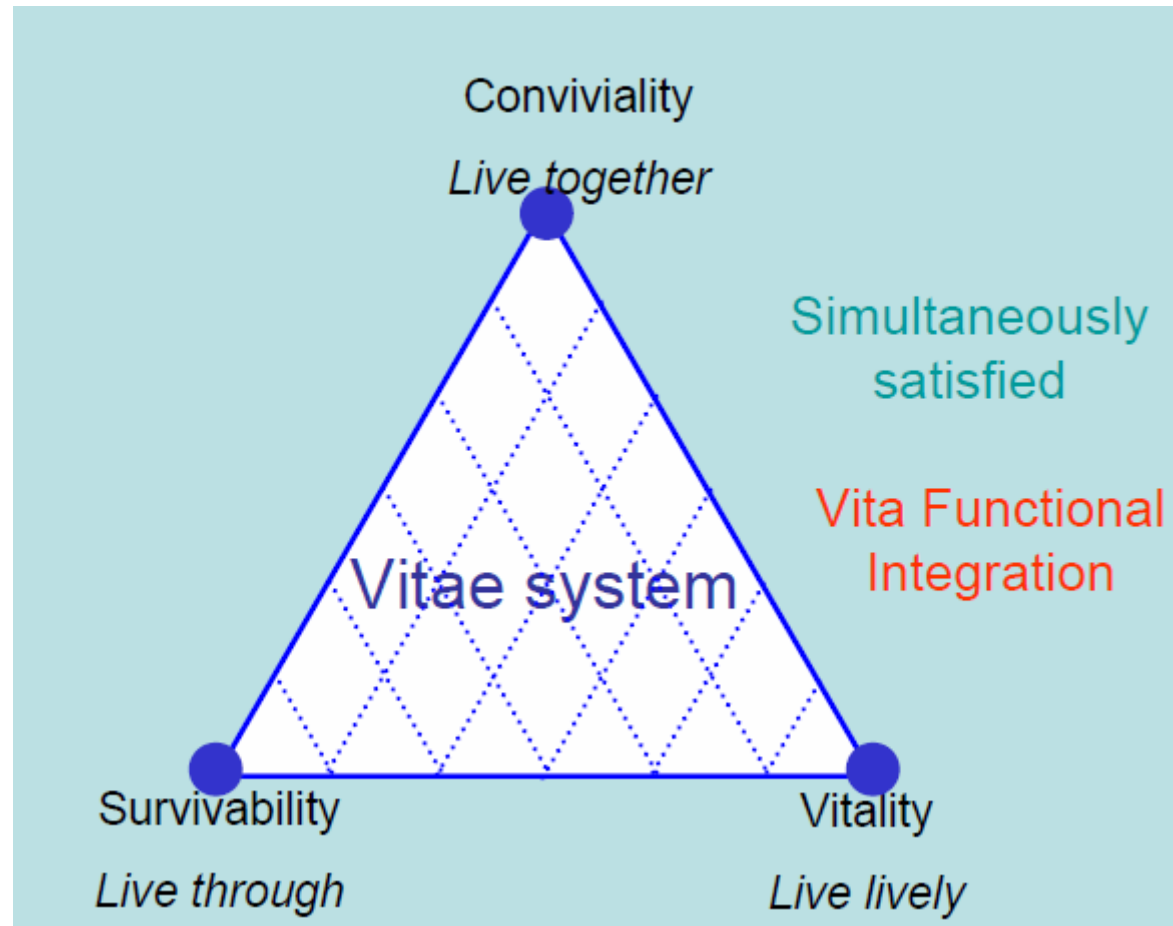 Conviviality
Live together
Simultaneously
satisfied
Vita Functional
Integration
Vitae system
Survivability
Vitality
Live through
Live lively